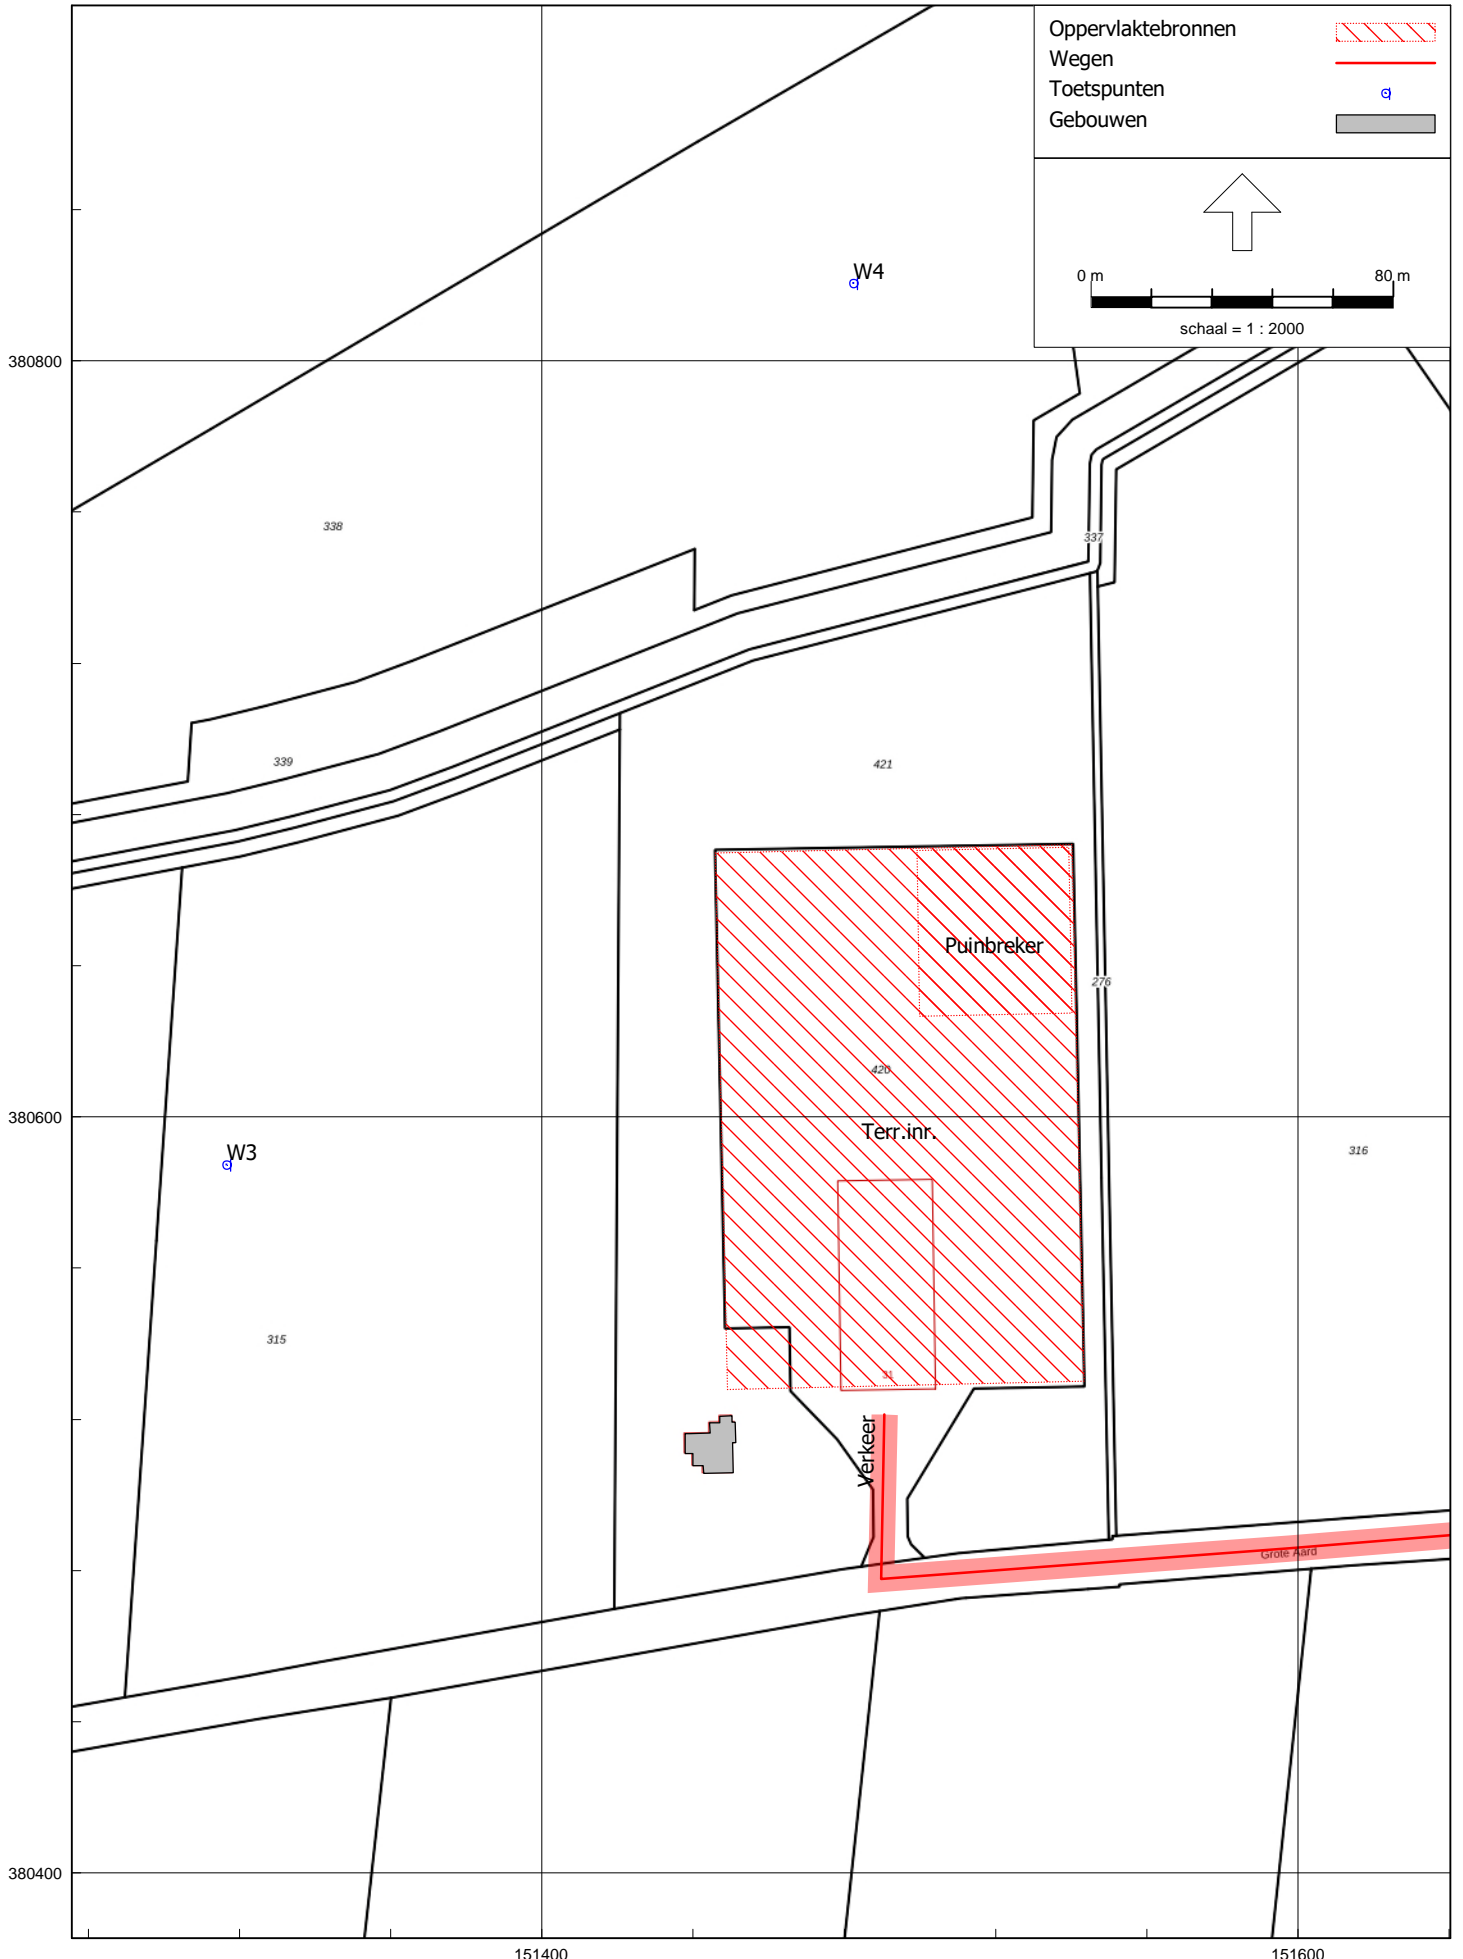 Oppervlaktebronnen
Wegen
Toetspunten
Gebouwen
0 m 80 m
schaal = 1 : 2000
W4
380800
338
337
339
421
Puinbreker
276
420
380600
Terr.inr.
W3
316
315
31
Verkeer
Grote Aard
380400
151400 151600